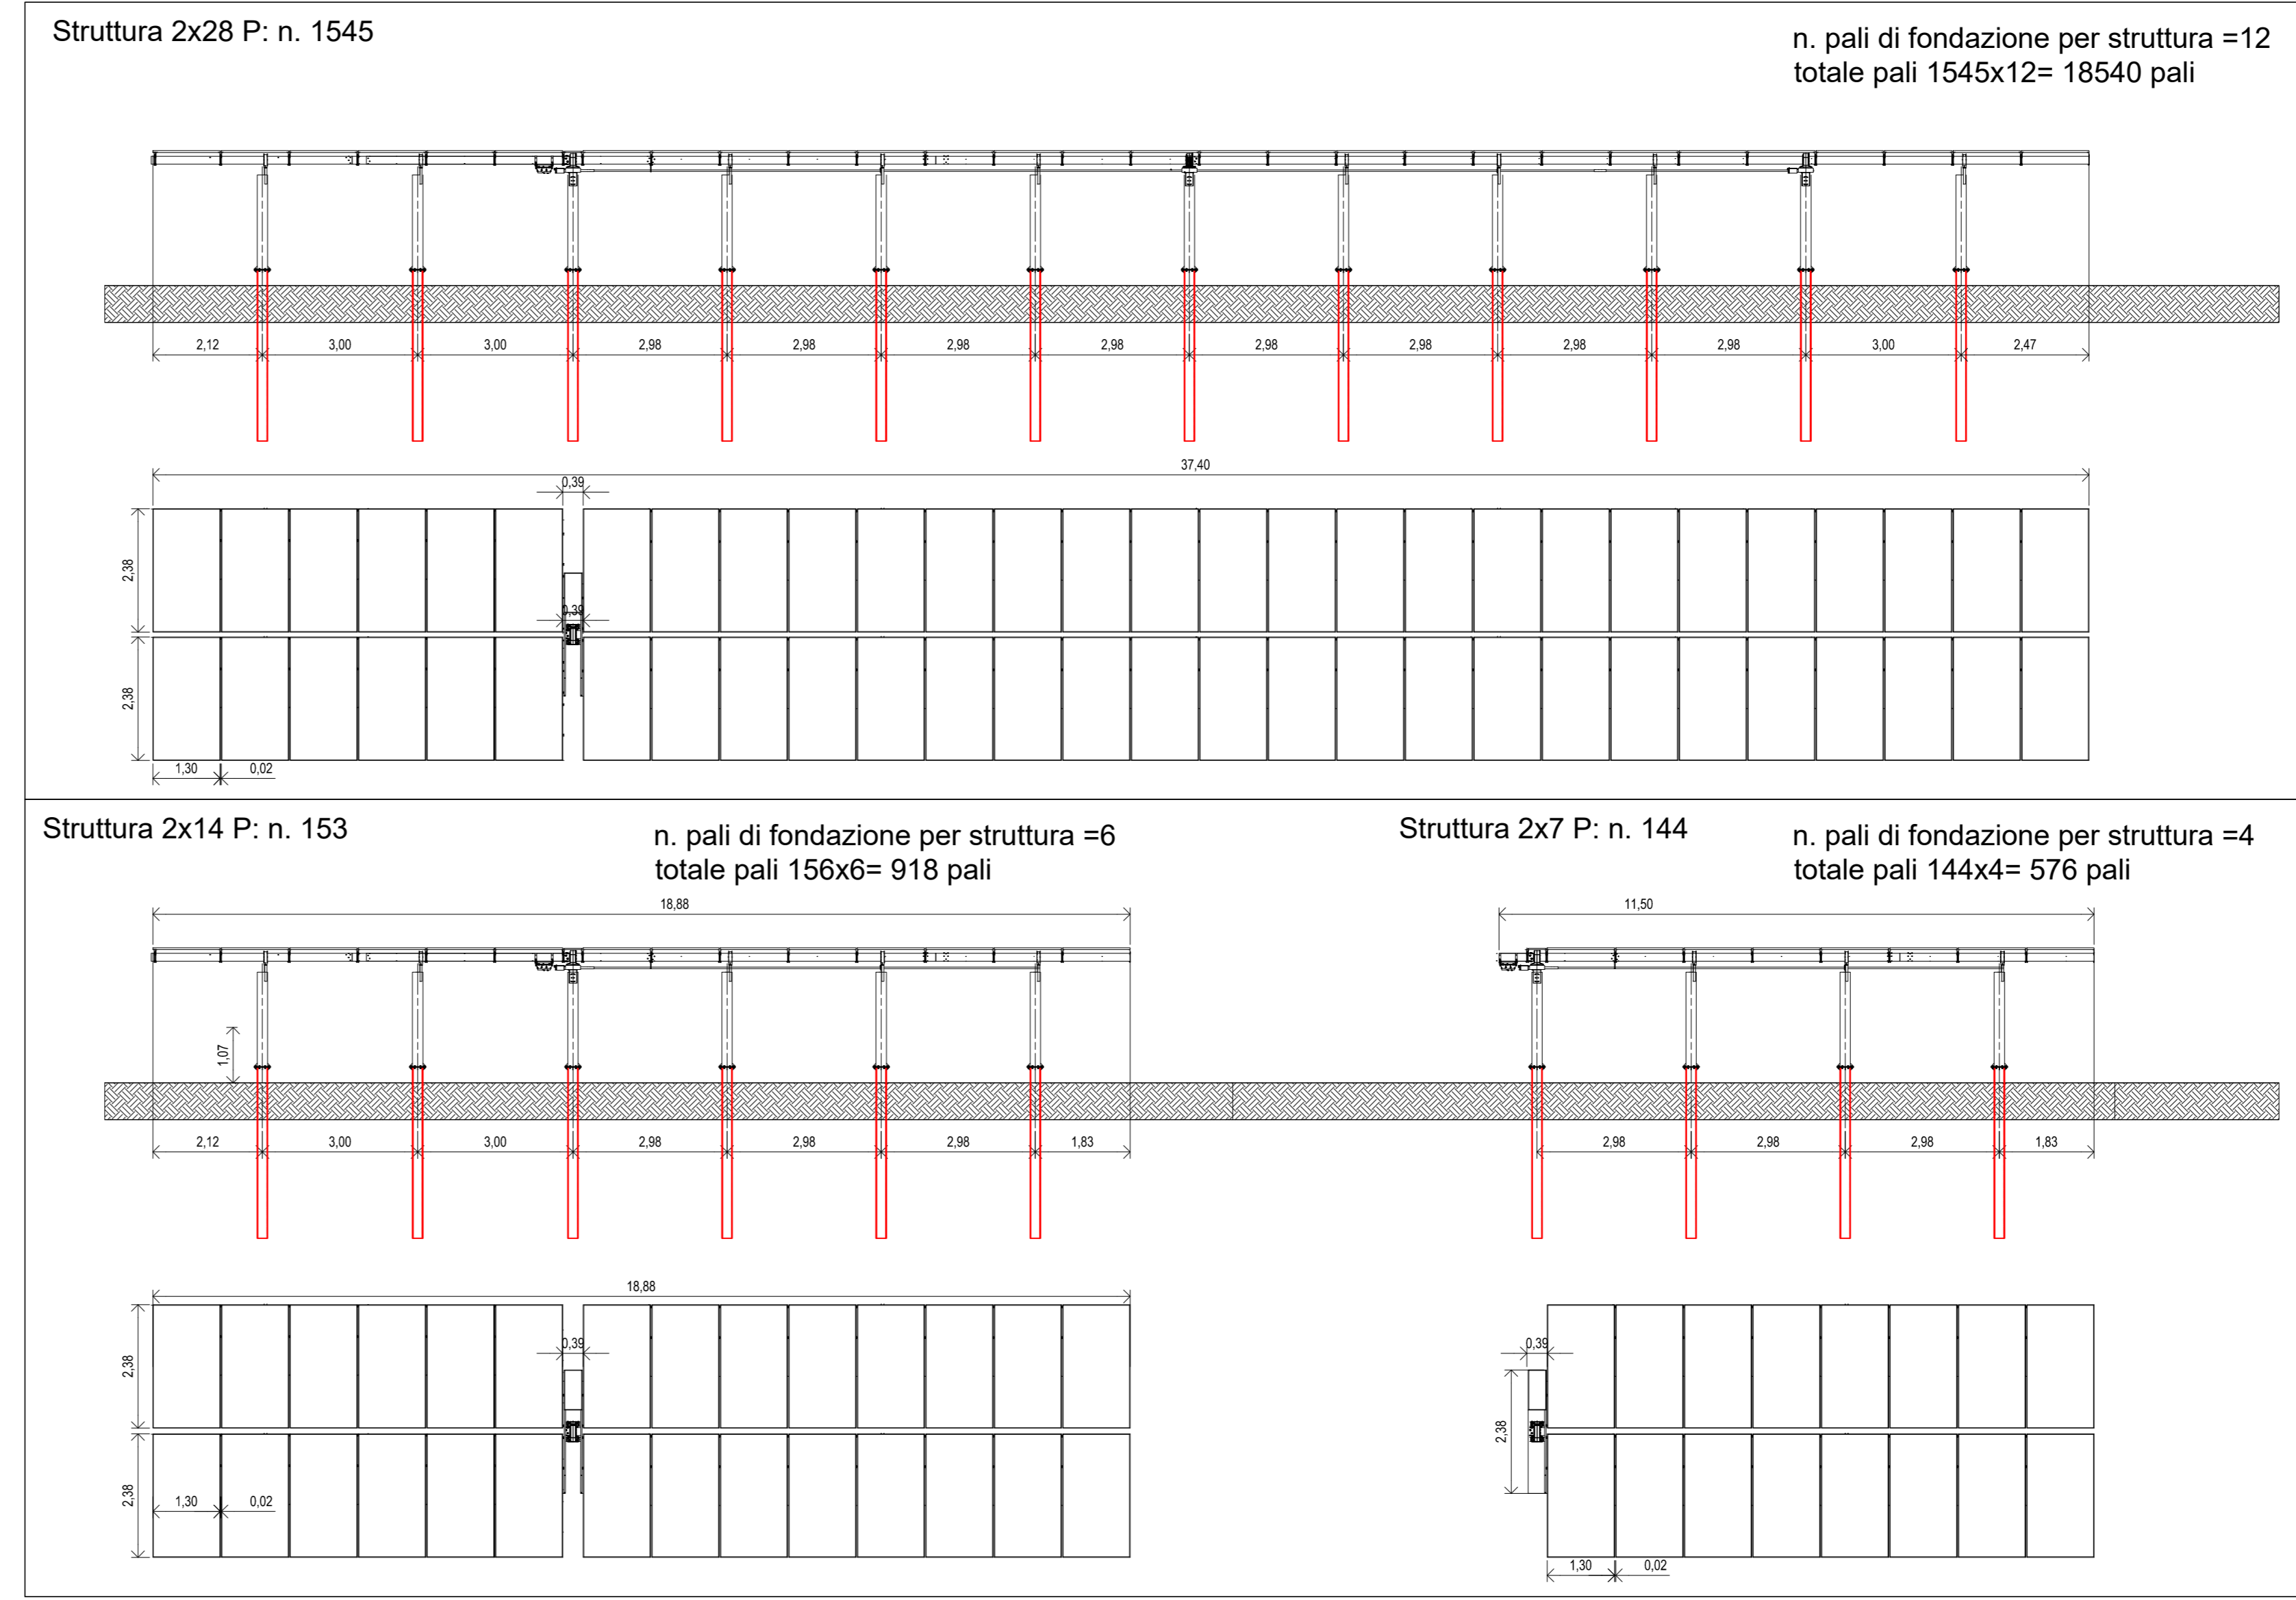 Struttura 2x28 P: n. 1545
n. pali di fondazione per struttura =12
totale pali 1545x12= 18540 pali
2,12 3,00 3,00 2,98 2,98 2,98 2,98 2,98 2,98 2,98 2,98 3,00 2,47
37,40
0,39
2,38
0,39
2,38
1,30 0,02
Struttura 2x14 P: n. 153
n. pali di fondazione per struttura =6
totale pali 156x6= 918 pali
18,88
1,07
2,12 3,00 3,00 2,98 2,98 2,98 1,83
18,88
0,39
2,38
2,38
1,30 0,02
Struttura 2x7 P: n. 144
n. pali di fondazione per struttura =4
totale pali 144x4= 576 pali
11,50
2,98 2,98 2,98 1,83
0,39
2,38
1,30 0,02